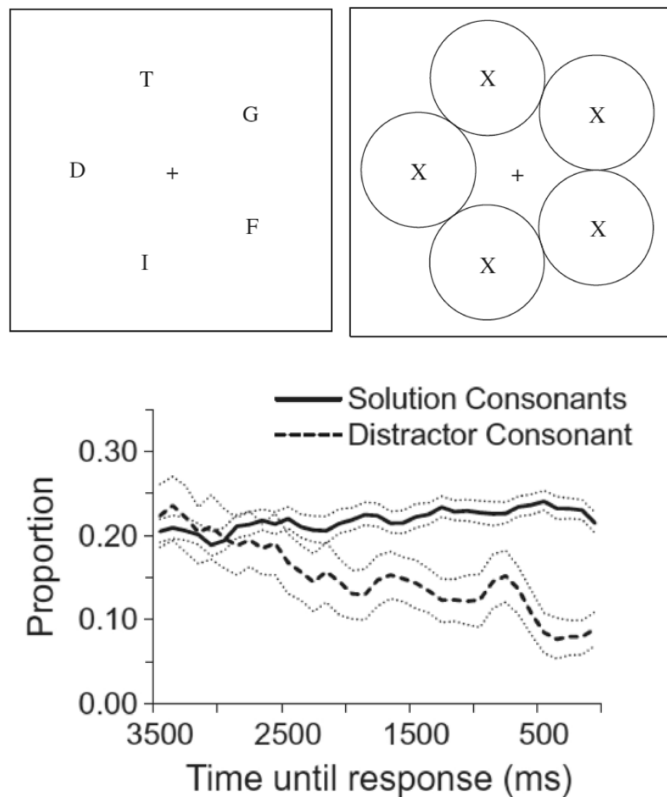 T
G
D
+
F
I
X
X
X
+
X
X
Solution Consonants
Distractor Consonant
Proportion
0.30
0.20
0.10
0.00
3500
2500
1500
500
Time until response (ms)